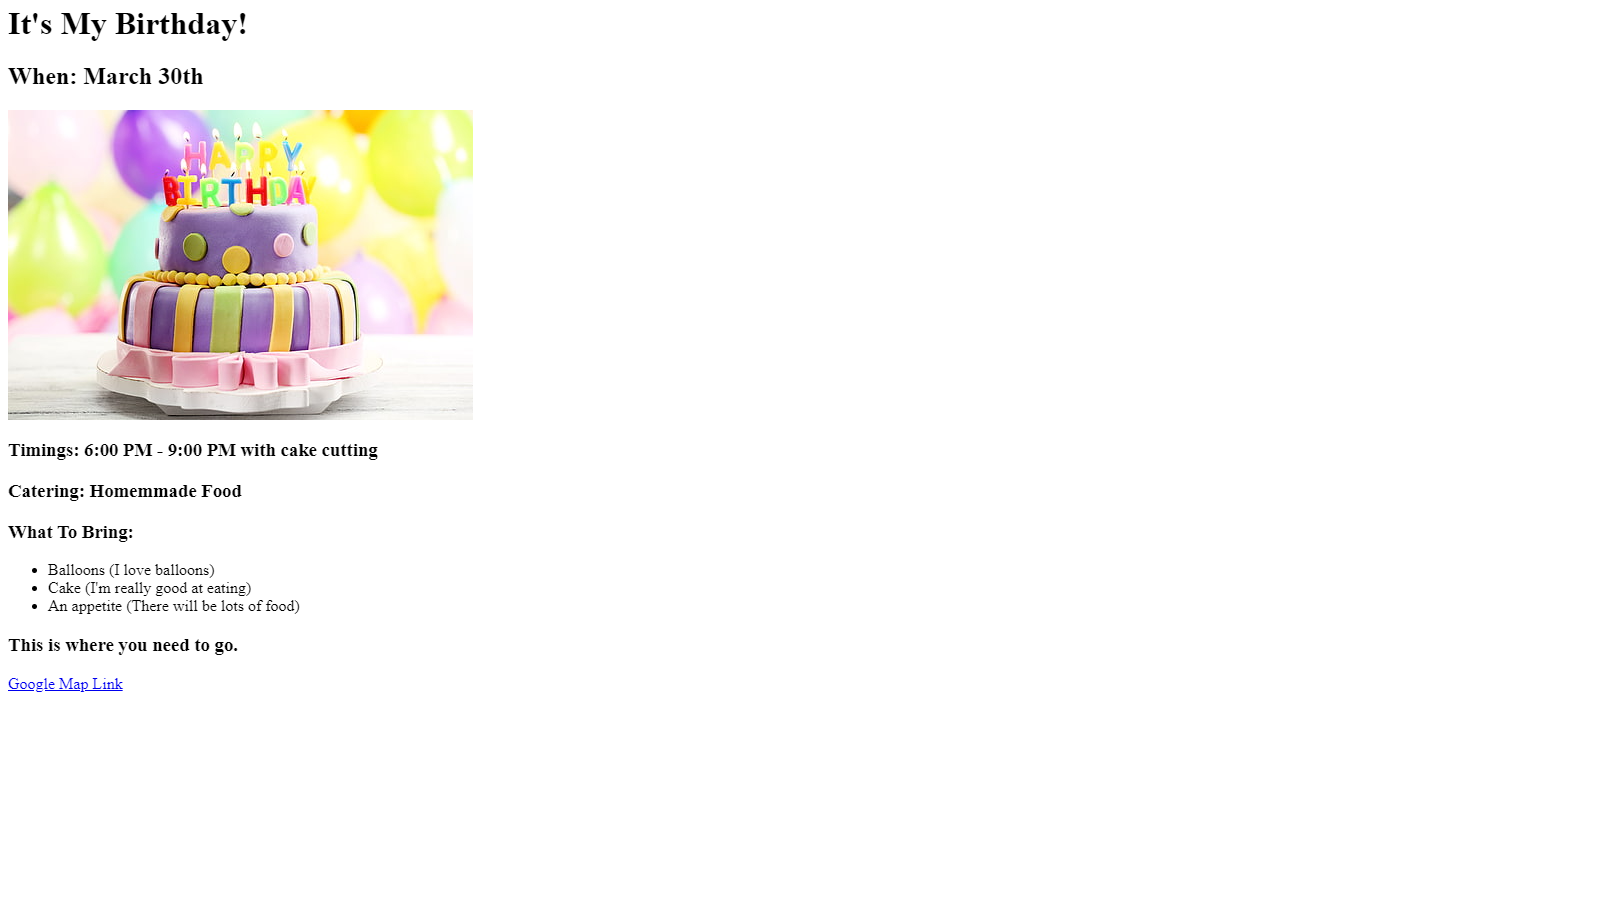 It's My Birthday!
When: March 30th
HAPPY
BIRTHDAY
Timings: 6:00 PM - 9:00 PM with cake cutting
Catering: Homemmade Food
What To Bring:
Balloons (I love balloons)
Cake (I'm really good at eating)
An appetite (There will be lots of food)
This is where you need to go.
Google Map Link